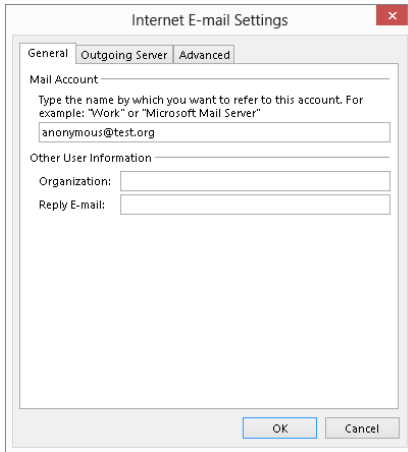 Internet E-mail Settings
×
General Outgoing Server Advanced
Mail Account
Type the name by which you want to refer to this account. For
example: "Work" or "Microsoft Mail Server"
anonymous@test.org
Other User Information
Organization:
Reply E-mail:
OK Cancel